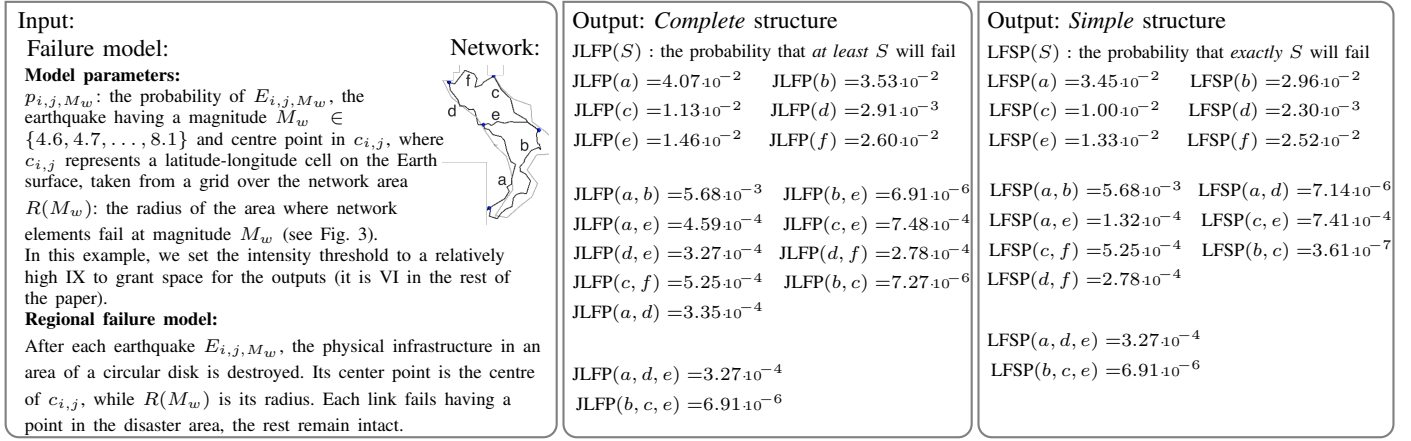 Input:
Failure model:
Network:
Model parameters:
p_{i,j,M_w}: the probability of E_{i,j,M_w}, the
earthquake having a magnitude M_w ∈
{4.6, 4.7, . . . , 8.1} and centre point in c_{i,j}, where
c_{i,j} represents a latitude-longitude cell on the Earth
surface, taken from a grid over the network area
R(M_w): the radius of the area where network
elements fail at magnitude M_w (see Fig. 3).
In this example, we set the intensity threshold to a relatively
high IX to grant space for the outputs (it is VI in the rest of
the paper).
Regional failure model:
After each earthquake E_{i,j,M_w}, the physical infrastructure in an
area of a circular disk is destroyed. Its center point is the centre
of c_{i,j}, while R(M_w) is its radius. Each link fails having a
point in the disaster area, the rest remain intact.
f
c
d
e
b
a
Output: Complete structure
JLFP(S) : the probability that at least S will fail
JLFP(a) =4.07·10^{−2} JLFP(b) =3.53·10^{−2}
JLFP(c) =1.13·10^{−2} JLFP(d) =2.91·10^{−3}
JLFP(e) =1.46·10^{−2} JLFP(f) =2.60·10^{−2}
JLFP(a, b) =5.68·10^{−3} JLFP(b, e) =6.91·10^{−6}
JLFP(a, e) =4.59·10^{−4} JLFP(c, e) =7.48·10^{−4}
JLFP(d, e) =3.27·10^{−4} JLFP(d, f) =2.78·10^{−4}
JLFP(c, f) =5.25·10^{−4} JLFP(b, c) =7.27·10^{−6}
JLFP(a, d) =3.35·10^{−4}
JLFP(a, d, e) =3.27·10^{−4}
JLFP(b, c, e) =6.91·10^{−6}
Output: Simple structure
LFSP(S) : the probability that exactly S will fail
LFSP(a) =3.45·10^{−2} LFSP(b) =2.96·10^{−2}
LFSP(c) =1.00·10^{−2} LFSP(d) =2.30·10^{−3}
LFSP(e) =1.33·10^{−2} LFSP(f) =2.52·10^{−2}
LFSP(a, b) =5.68·10^{−3} LFSP(a, d) =7.14·10^{−6}
LFSP(a, e) =1.32·10^{−4} LFSP(c, e) =7.41·10^{−4}
LFSP(c, f) =5.25·10^{−4} LFSP(b, c) =3.61·10^{−7}
LFSP(d, f) =2.78·10^{−4}
LFSP(a, d, e) =3.27·10^{−4}
LFSP(b, c, e) =6.91·10^{−6}